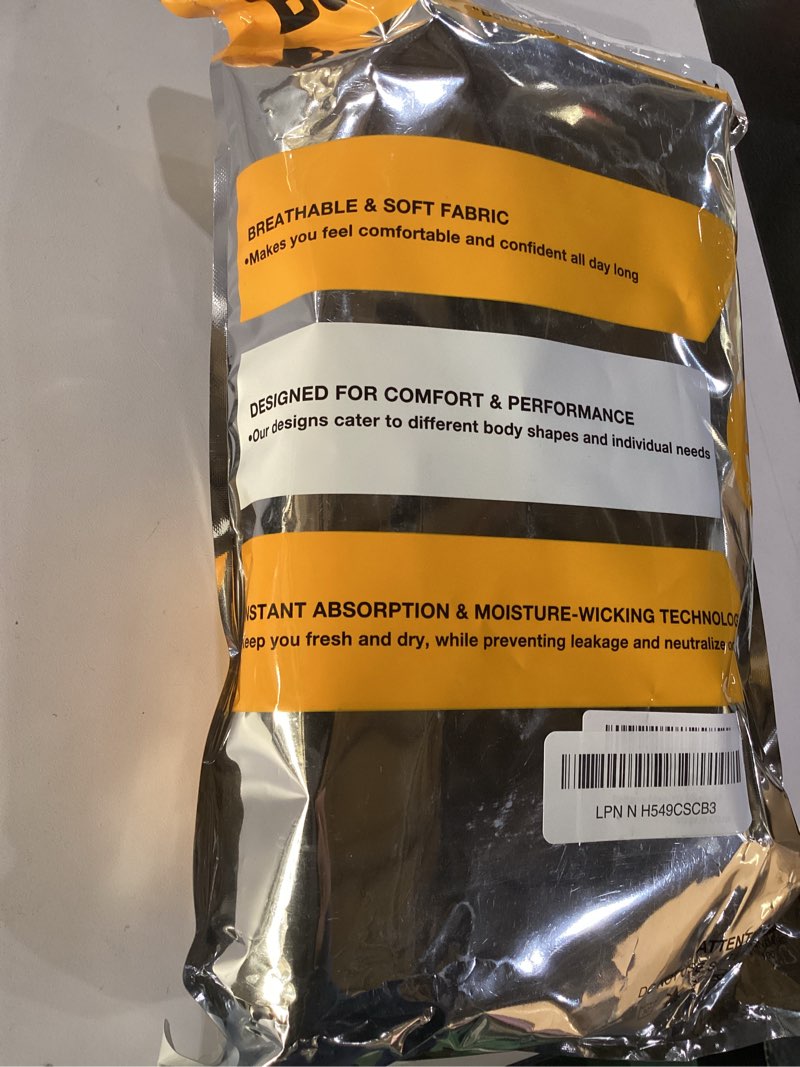 BREATHABLE & SOFT FABRIC
•Makes you feel comfortable and confident all day long
DESIGNED FOR COMFORT & PERFORMANCE
•Our designs cater to different body shapes and individual needs
ISTANT ABSORPTION & MOISTURE-WICKING TECHNOLOG
eep you fresh and dry, while preventing leakage and neutralize
LPN N H549CSCB3
ATTENT